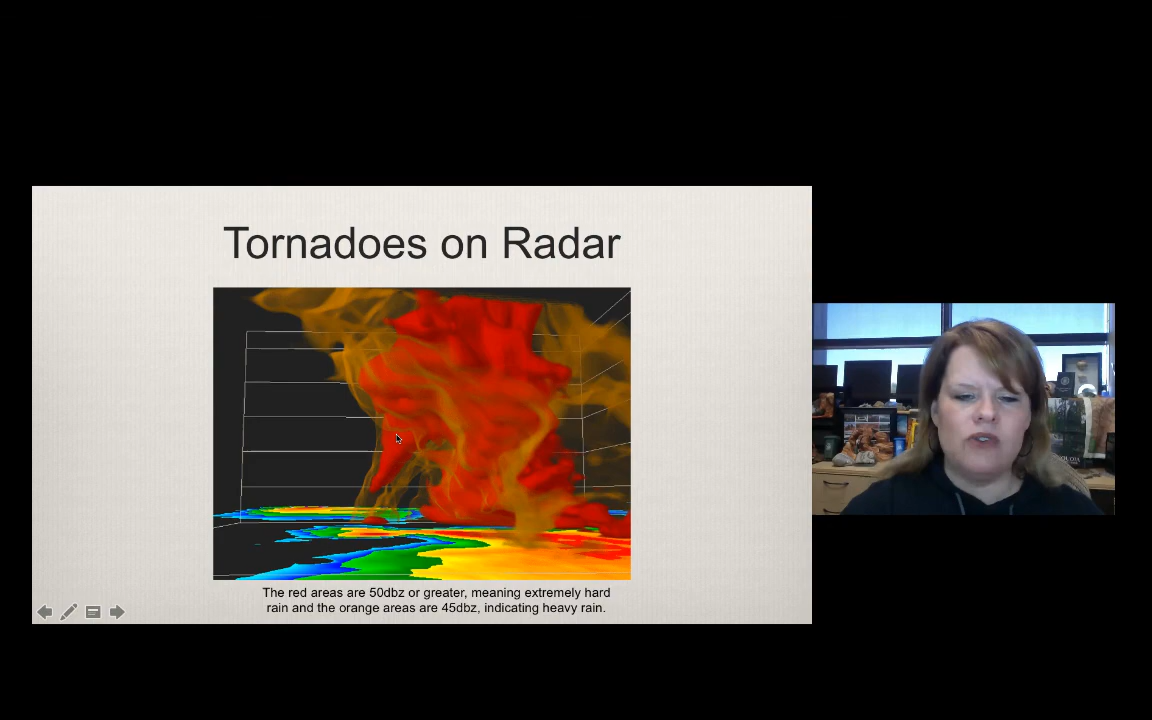 Tornadoes on Radar
The red areas are 50dbz or greater, meaning extremely hard
rain and the orange areas are 45dbz, indicating heavy rain.